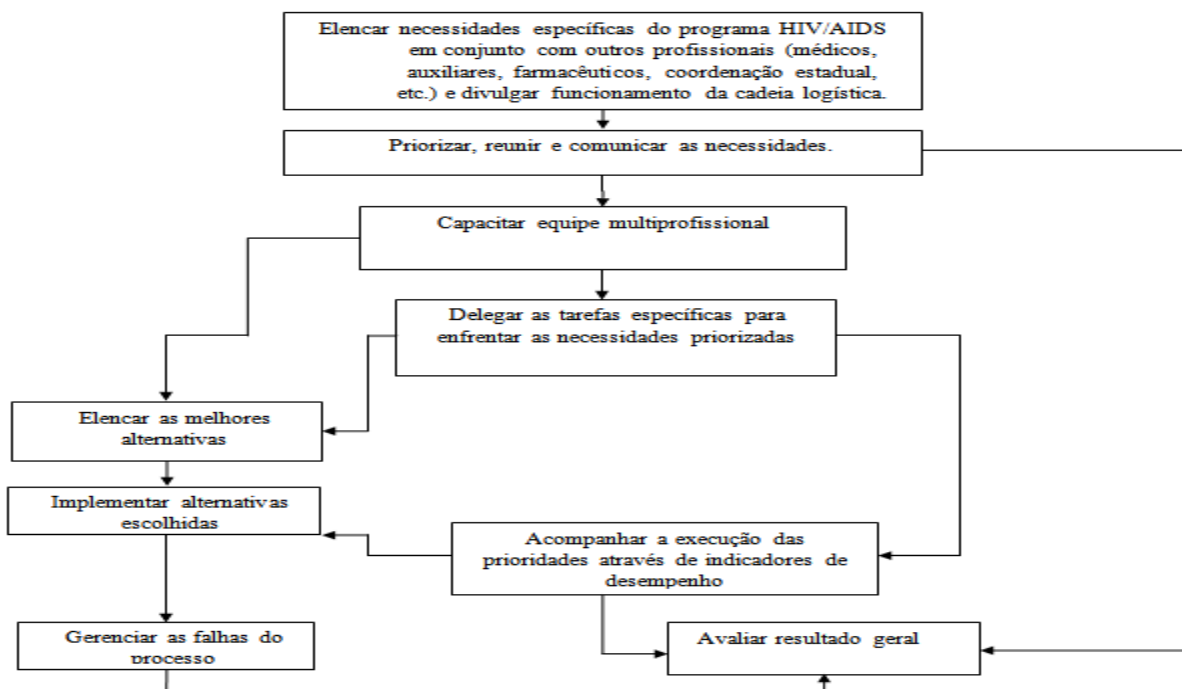 Elencar necessidades específicas do programa HIV/AIDS
em conjunto com outros profissionais (médicos,
auxiliares, farmacêuticos, coordenação estadual,
etc.) e divulgar funcionamento da cadeia logística.
Priorizar, reunir e comunicar as necessidades.
Capacitar equipe multiprofissional
Delegar as tarefas específicas para
enfrentar as necessidades priorizadas
Elencar as melhores
alternativas
Implementar alternativas
escolhidas
Acompanhar a execução das
prioridades através de indicadores de
desempenho
Gerenciar as falhas do
processo
Avaliar resultado geral